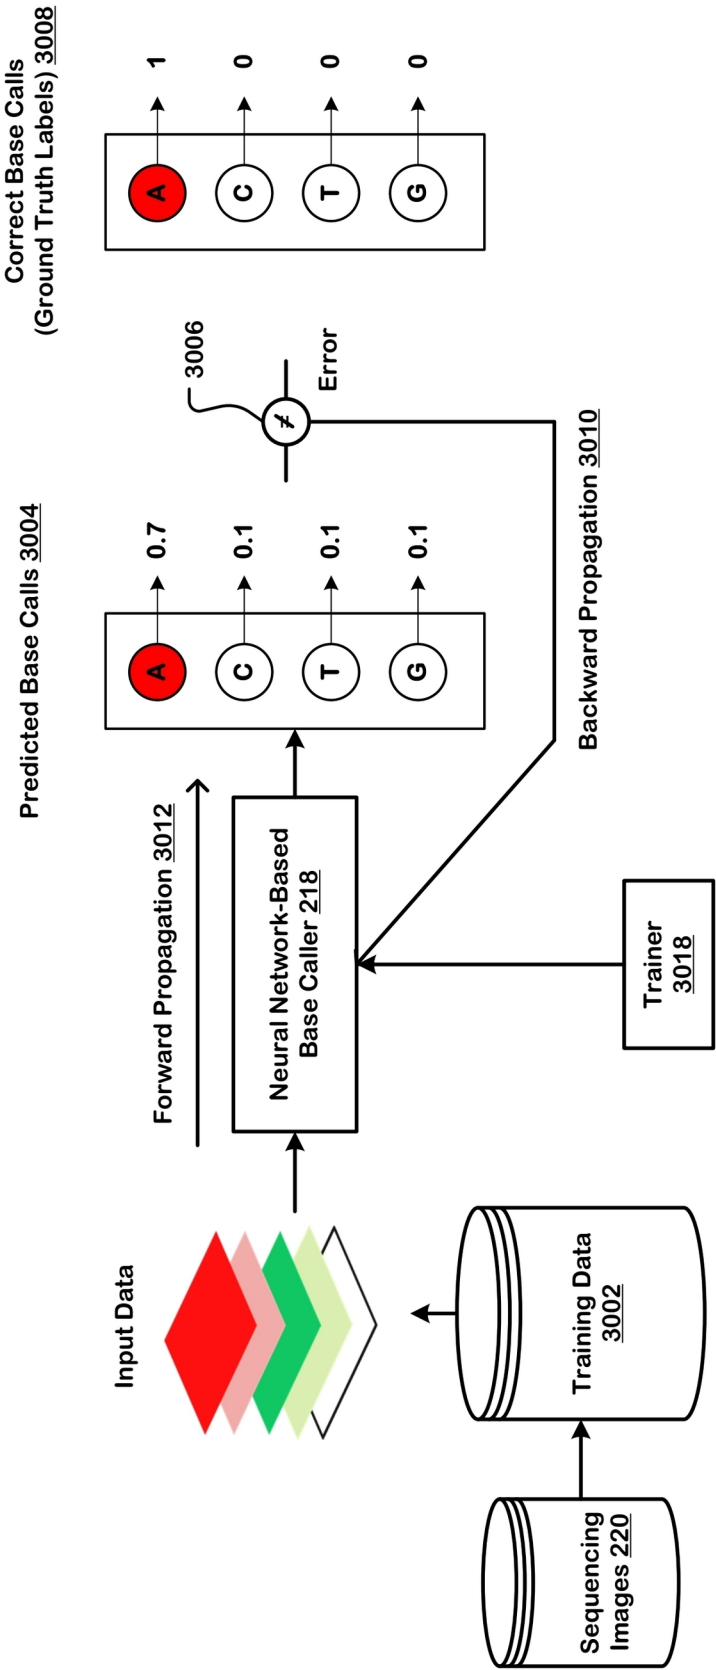 Correct Base Calls
(Ground Truth Labels) 3008
Predicted Base Calls 3004
A
1
C
0
T
0
G
0
3006
≠
Error
A
0.7
C
0.1
T
0.1
G
0.1
Backward Propagation 3010
Forward Propagation 3012
Neural Network-Based
Base Caller 218
Trainer
3018
Input Data
Training Data
3002
Sequencing
Images 220